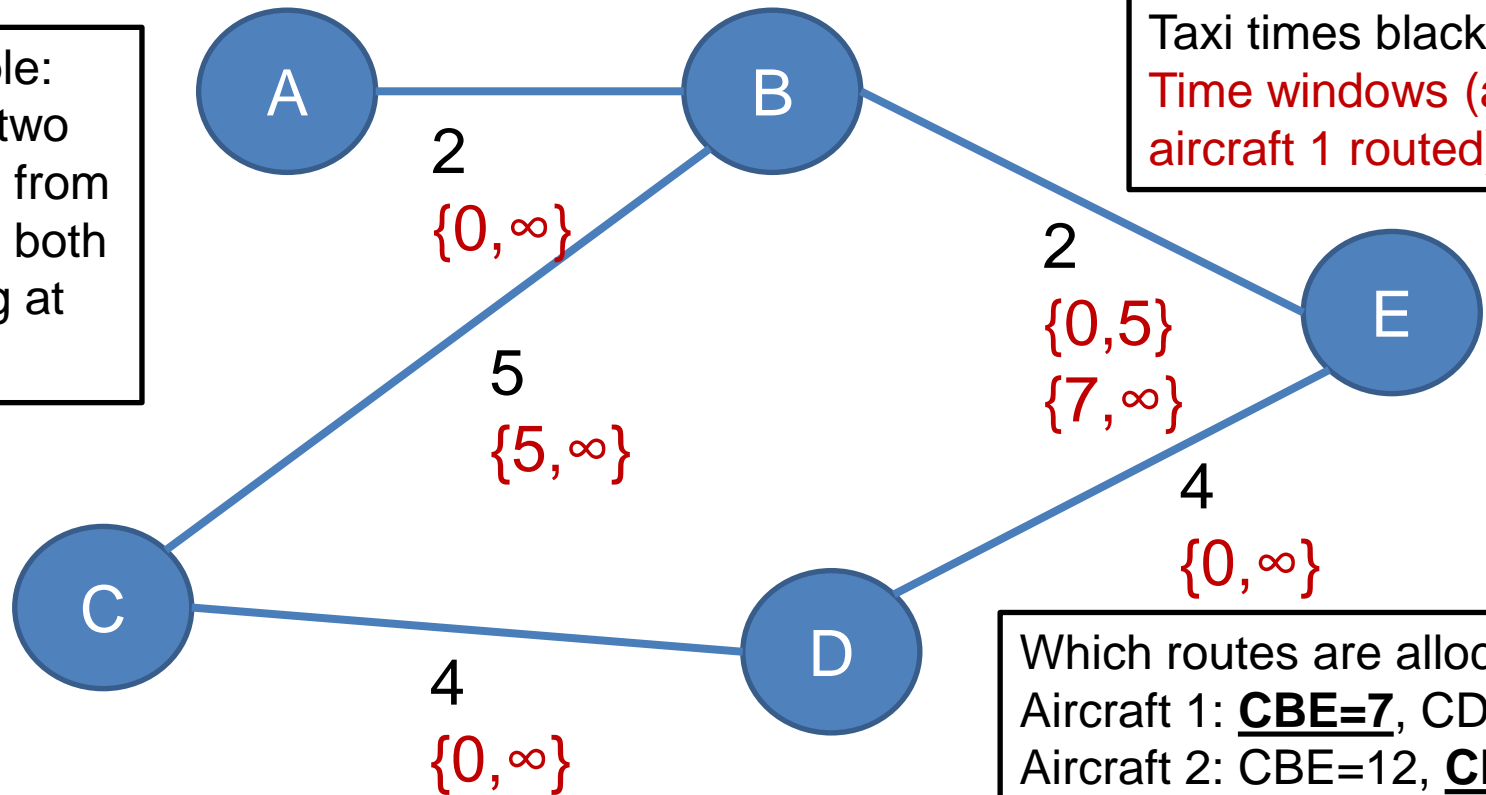 ple:
two
from
both
g at
Taxi times black
Time windows (a
aircraft 1 routed
A
B
2
{0,∞}
2
{0,5}
{7,∞}
E
5
{5,∞}
4
{0,∞}
C
D
4
{0,∞}
Which routes are alloc
Aircraft 1: CBE=7, CD
Aircraft 2: CBE=12,